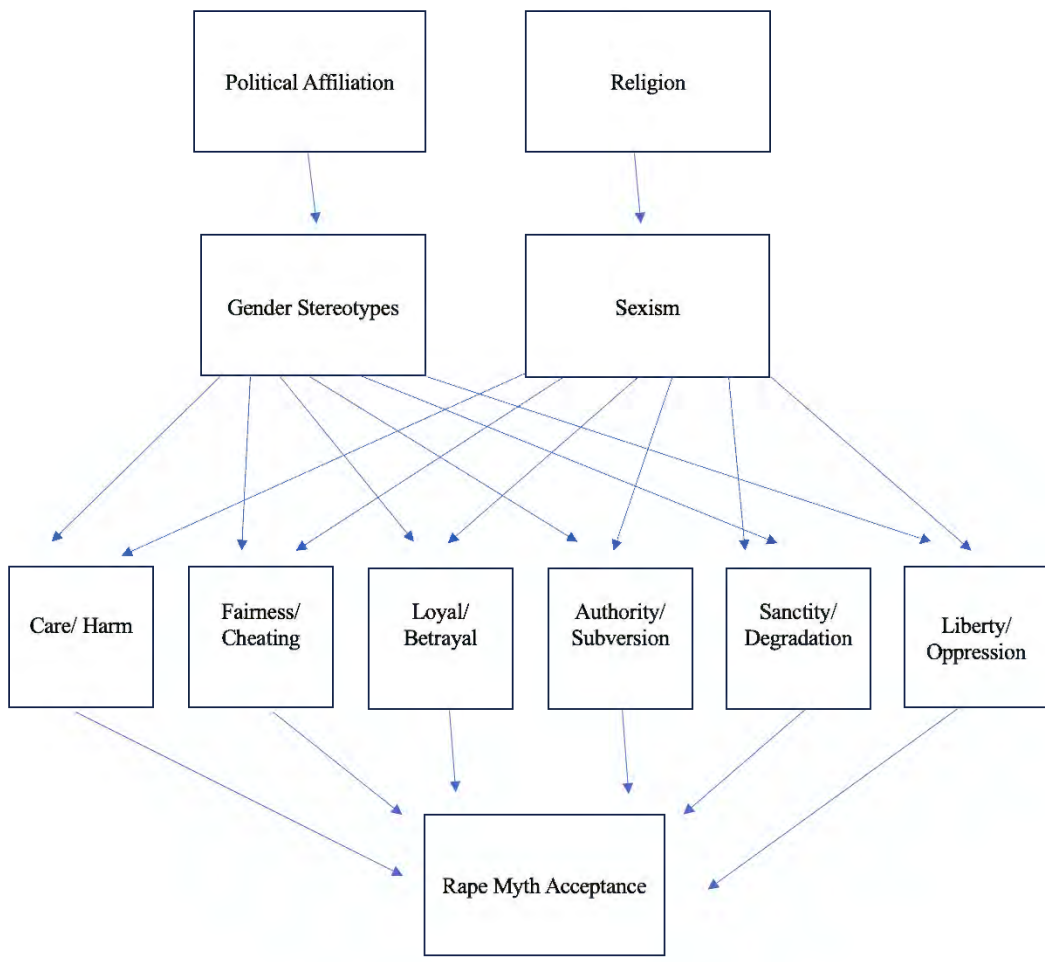 Political Affiliation
Religion
Gender Stereotypes
Sexism
Care/ Harm
Fairness/
Cheating
Loyal/
Betrayal
Authority/
Subversion
Sanctity/
Degradation
Liberty/
Oppression
Rape Myth Acceptance